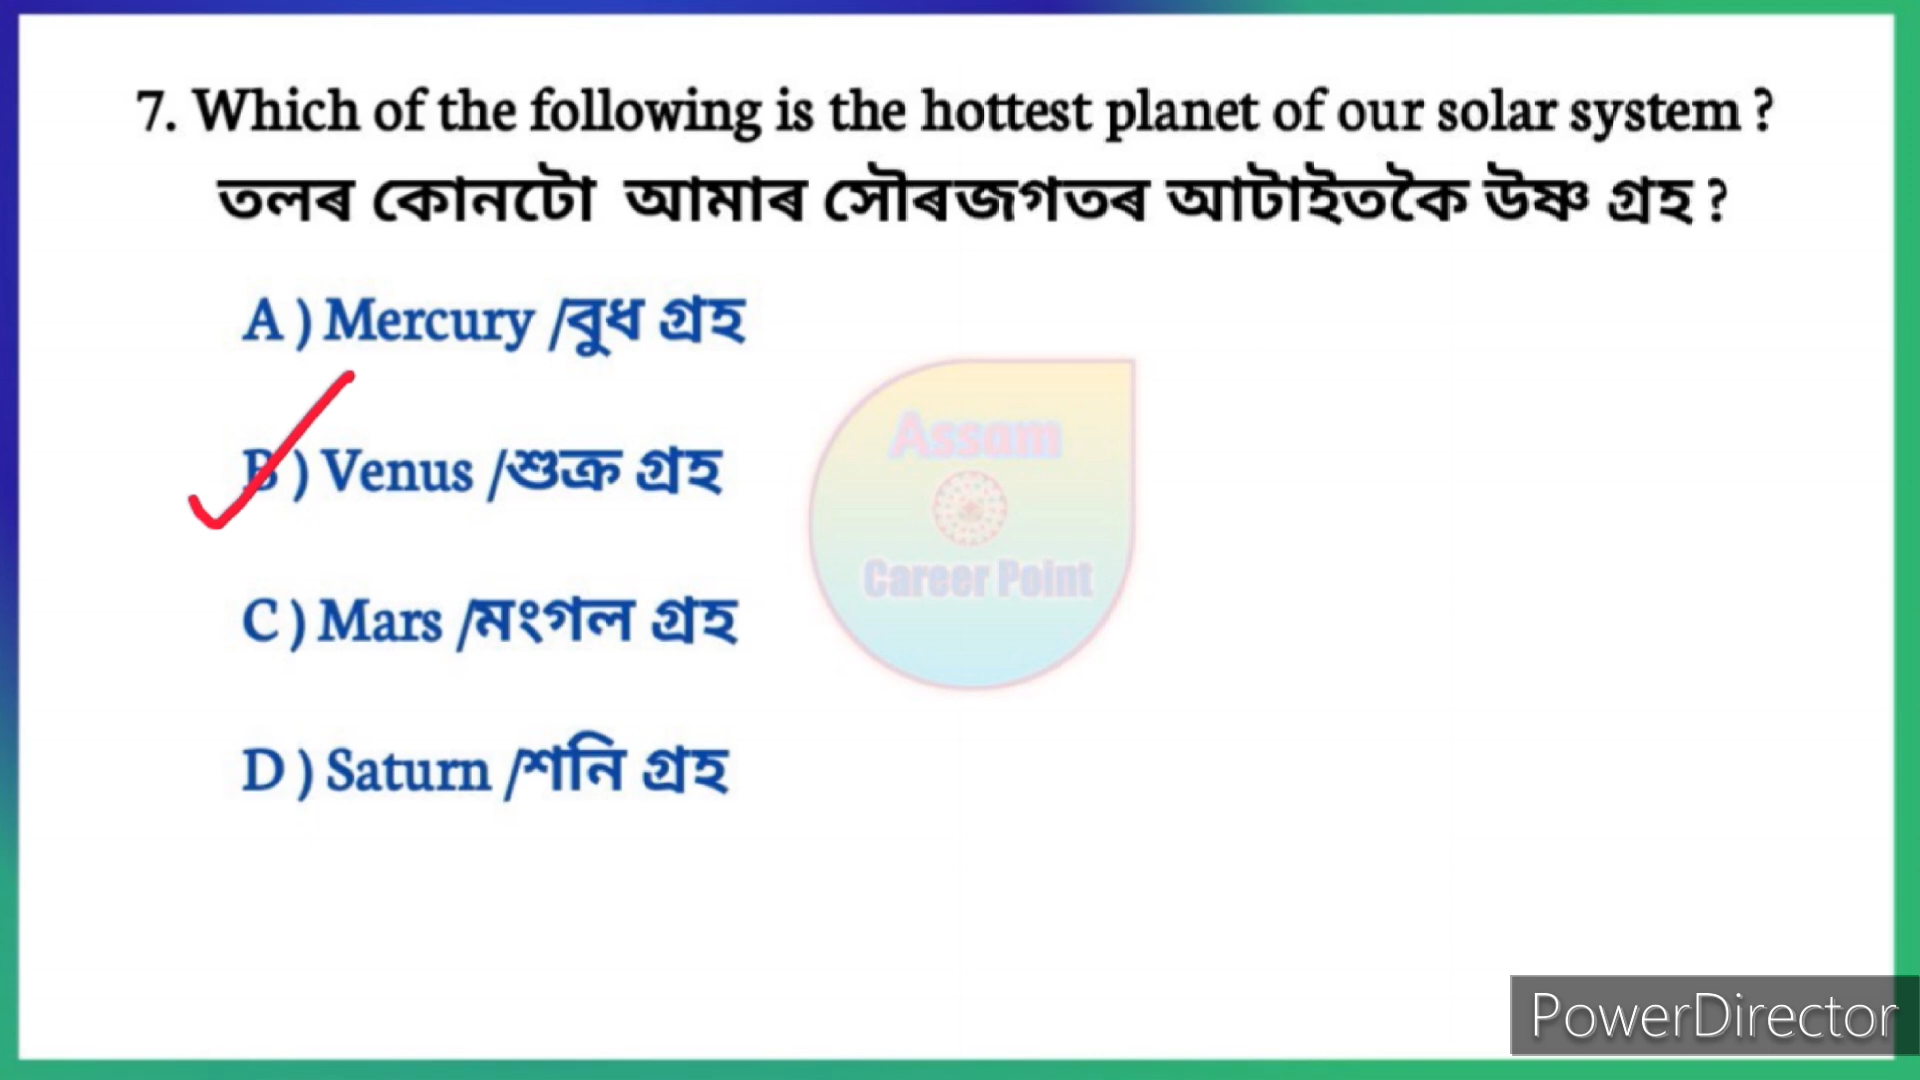 7. Which of the following is the hottest planet of our solar system ?
তলৰ কোনটো আমাৰ সৌৰজগতৰ আটাইতকৈ উষ্ণ গ্ৰহ ?
A ) Mercury /বুধ গ্ৰহ
B ) Venus /শুক্ৰ গ্ৰহ
C ) Mars /মংগল গ্ৰহ
D ) Saturn /শনি গ্ৰহ
Assam
Career Point
PowerDirector